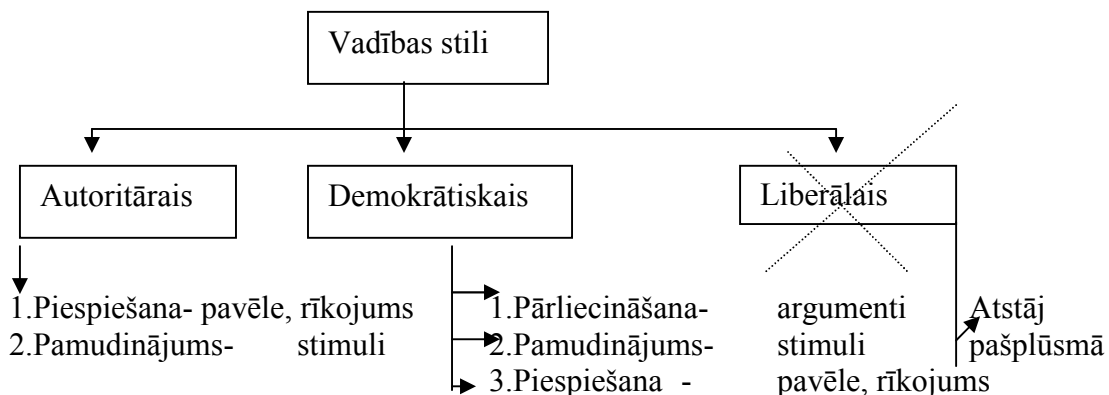 Vadības stili
Autoritārais
Demokrātiskais
Liberālais
1.Piespiešana- pavēle, rīkojums
2.Pamudinājums- stimuli
1.Pārliecināšana- argumenti
2.Pamudinājums- stimuli
3.Piespiešana - pavēle, rīkojums
Atstāj
pašplūsmā